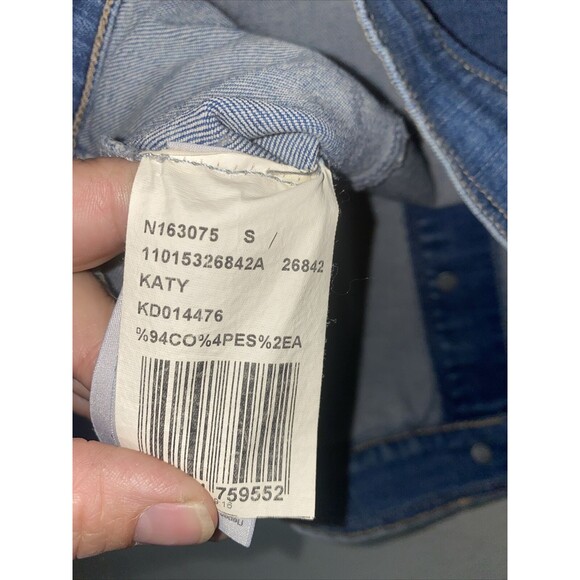 N163075 S /
11015326842A 26842
KATY
KD014476
%94CO%4PES%2EA
759552